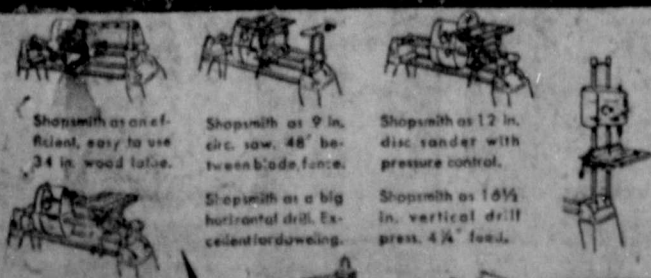 Shopsmith as an ef-
ficient, easy to use
34 in. wood lathe.
Shopsmith as 9 in.
circ. saw. 48" be-
tween blade, fence.
Shopsmith as 12 in.
disc sander with
pressure control.
Shopsmith as a big
horizontal drill. Ex-
cellent for doweling.
Shopsmith as 16½
in. vertical drill
press. 4¼" feed.